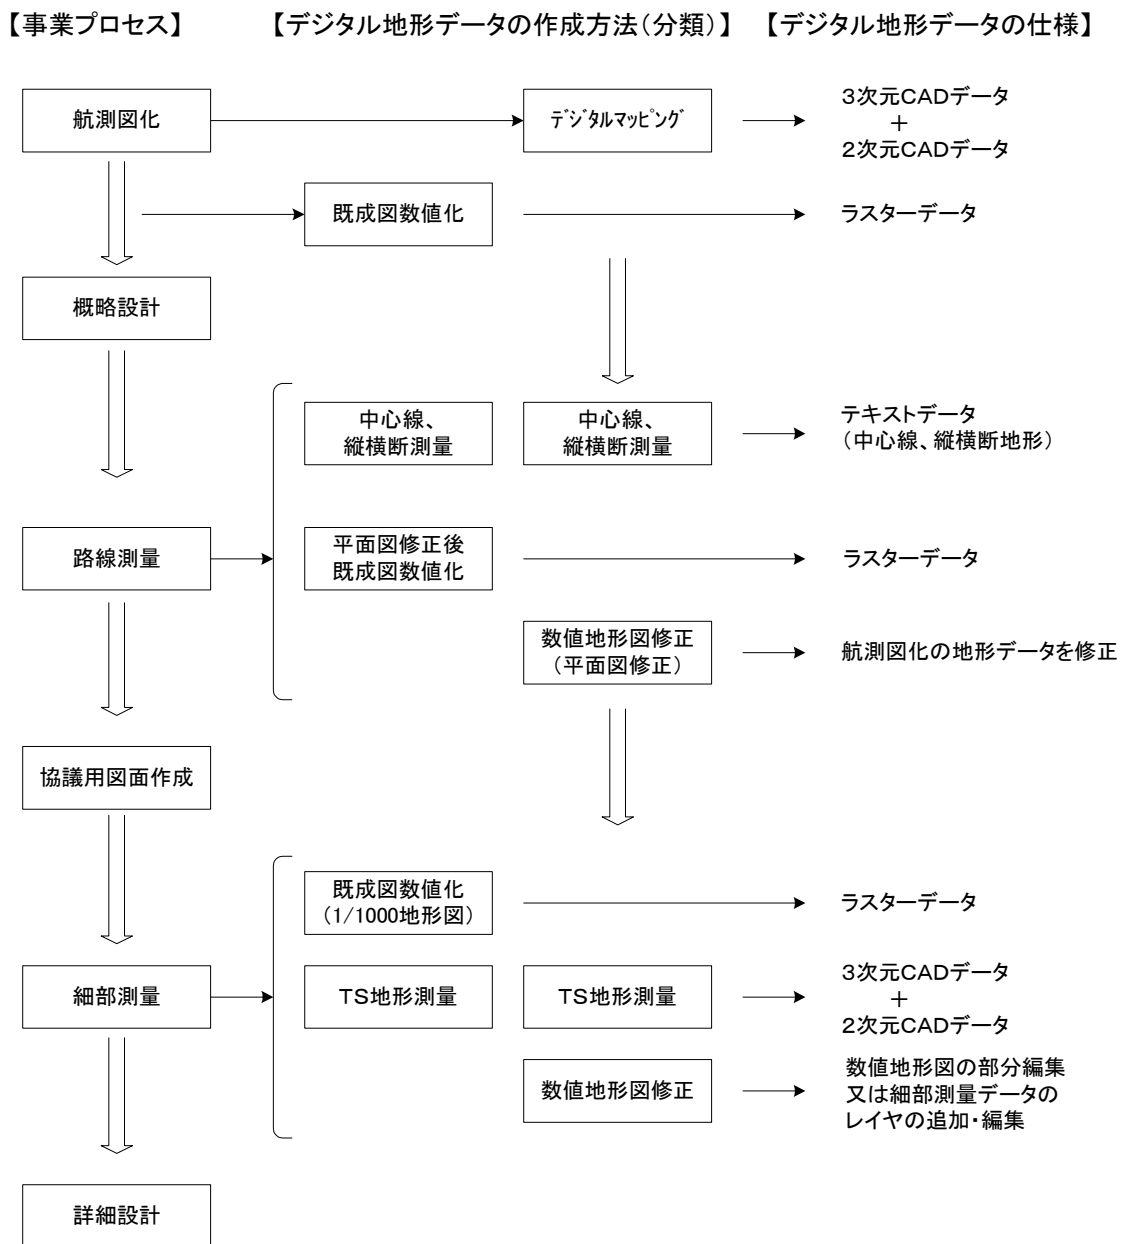 【事業プロセス】 【デジタル地形データの作成方法(分類)】 【デジタル地形データの仕様】
航測図化
デジタルマッピング
3次元CADデータ
+
2次元CADデータ
既成図数値化
ラスターデータ
概略設計
中心線、
縦横断測量
中心線、
縦横断測量
テキストデータ
(中心線、縦横断地形)
路線測量
平面図修正後
既成図数値化
ラスターデータ
数値地形図修正
(平面図修正)
航測図化の地形データを修正
協議用図面作成
既成図数値化
(1/1000地形図)
ラスターデータ
細部測量
TS地形測量
TS地形測量
3次元CADデータ
+
2次元CADデータ
数値地形図修正
数値地形図の部分編集
又は細部測量データの
レイヤの追加・編集
詳細設計